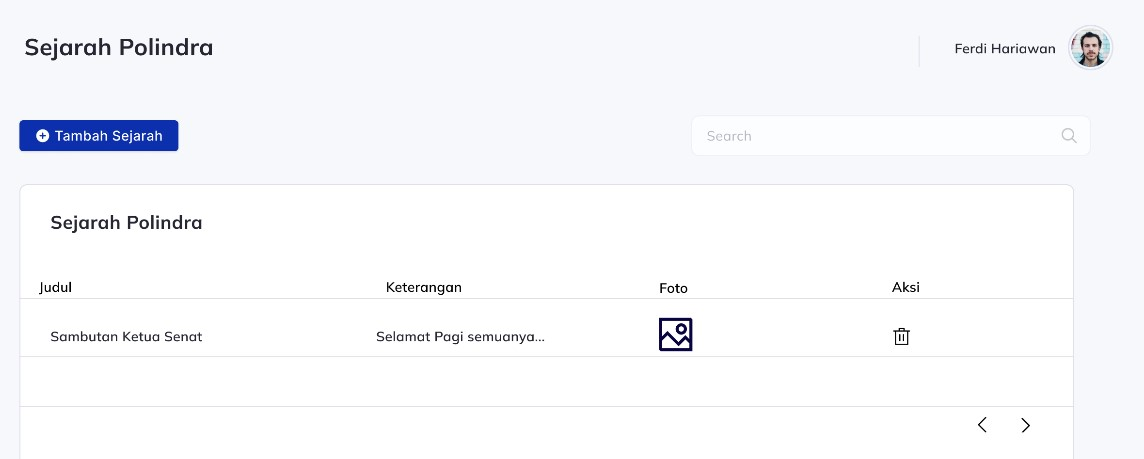 Sejarah Polindra
Ferdi Hariawan
Tambah Sejarah
Search
Sejarah Polindra
Judul Keterangan Foto Aksi
Sambutan Ketua Senat Selamat Pagi semuanya...